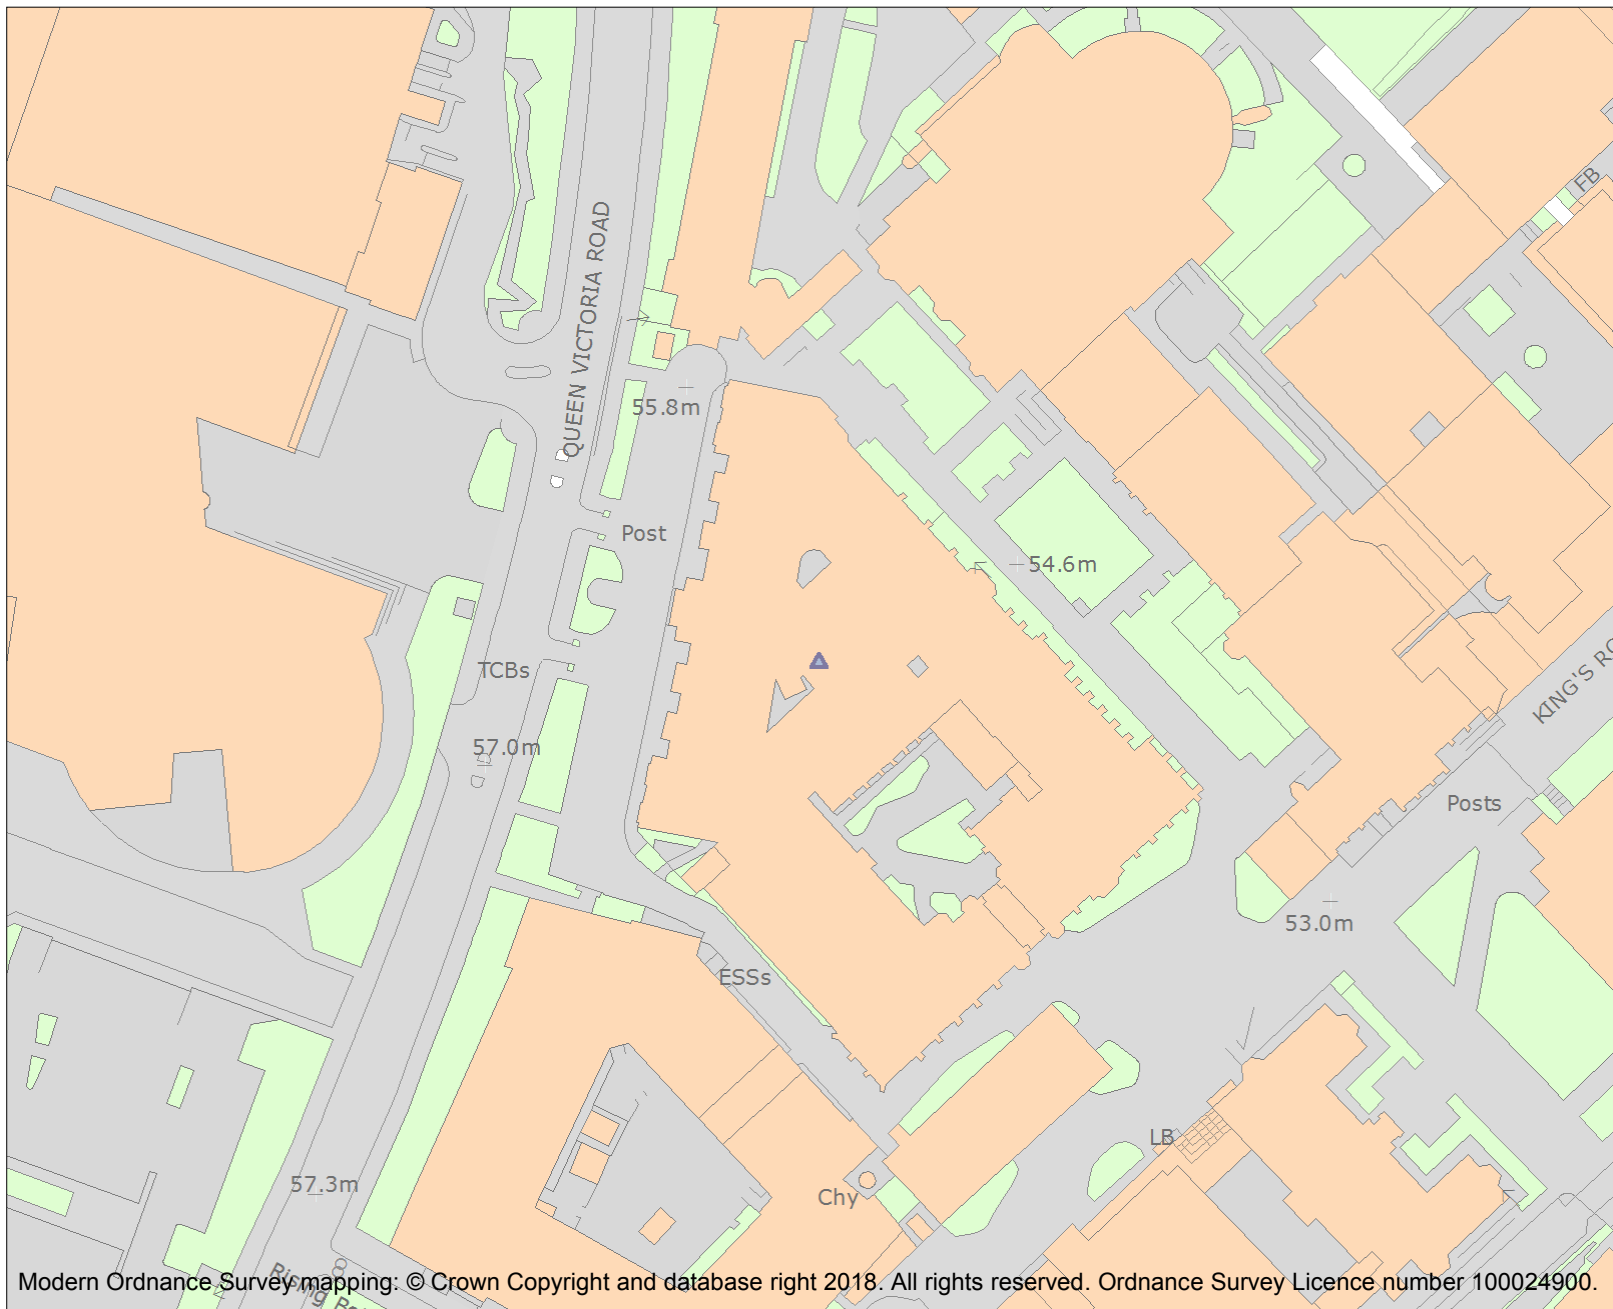 FB
QUEEN VICTORIA ROAD
55.8m
Post
54.6m
TCBs
KING'S
57.0m
Posts
53.0m
ESSs
LB
57.3m
Chy
Rising
Modern Ordnance Survey mapping: © Crown Copyright and database right 2018. All rights reserved. Ordnance Survey Licence number 100024900.